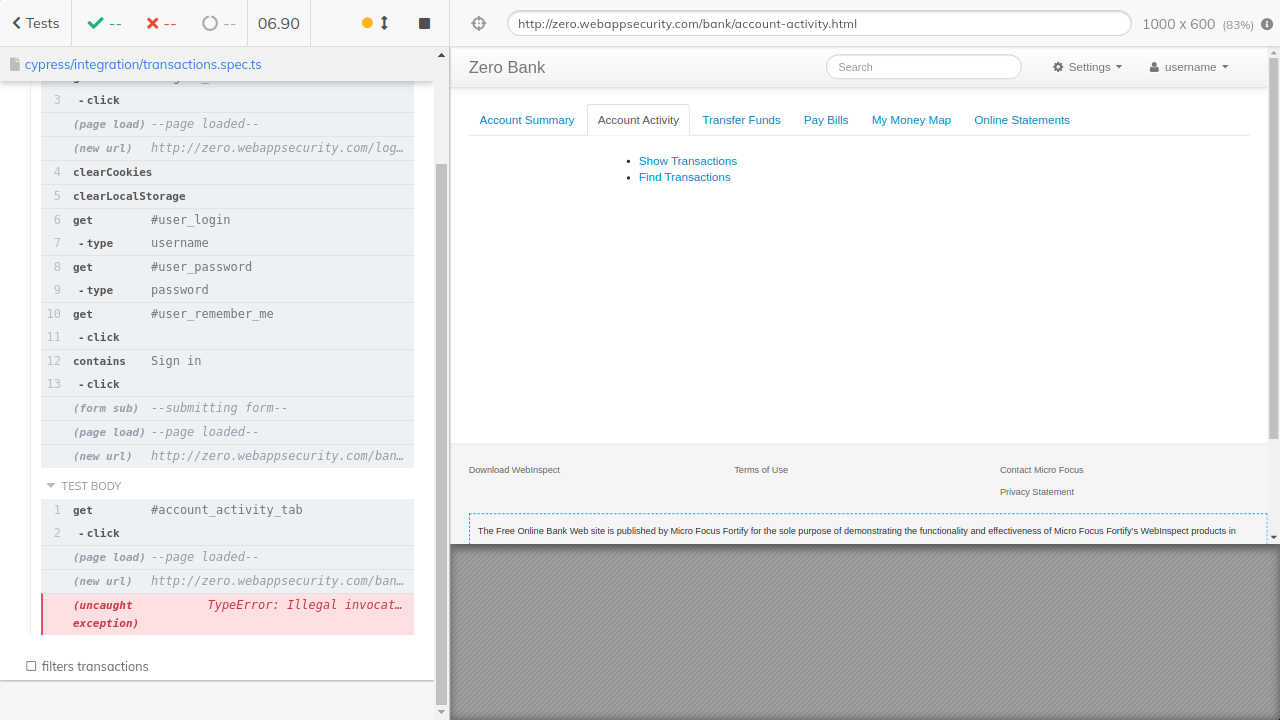 Tests
--
--
--
06.90
http://zero.webappsecurity.com/bank/account-activity.html
1000 x 600 (83%)
cypress/integration/transactions.spec.ts
3 - click
(page load) --page loaded--
(new url) http://zero.webappsecurity.com/log…
4 clearCookies
5 clearLocalStorage
6 get #user_login
7 - type username
8 get #user_password
9 - type password
10 get #user_remember_me
11 - click
12 contains Sign in
13 - click
(form sub) --submitting form--
(page load) --page loaded--
(new url) http://zero.webappsecurity.com/ban…
TEST BODY
1 get #account_activity_tab
2 - click
(page load) --page loaded--
(new url) http://zero.webappsecurity.com/ban…
(uncaught exception) TypeError: Illegal invocat…
filters transactions
Zero Bank
Search
Settings
username
Account Summary
Account Activity
Transfer Funds
Pay Bills
My Money Map
Online Statements
• Show Transactions
• Find Transactions
Download WebInspect
Terms of Use
Contact Micro Focus
Privacy Statement
The Free Online Bank Web site is published by Micro Focus Fortify for the sole purpose of demonstrating the functionality and effectiveness of Micro Focus Fortify's WebInspect products in